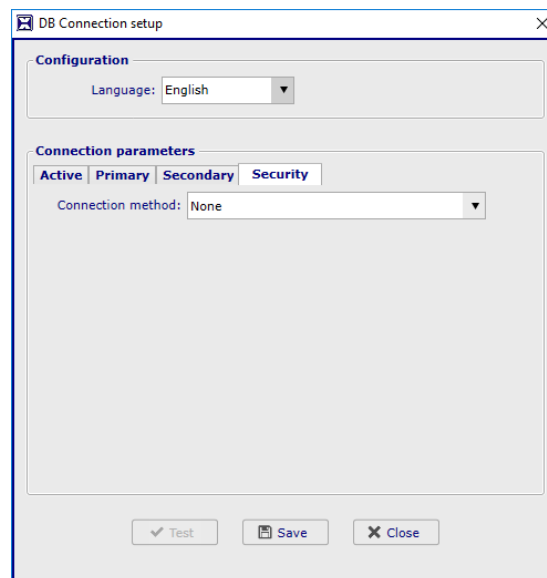 DB Connection setup
Configuration
Language: English
Connection parameters
Active Primary Secondary Security
Connection method: None
Test Save Close